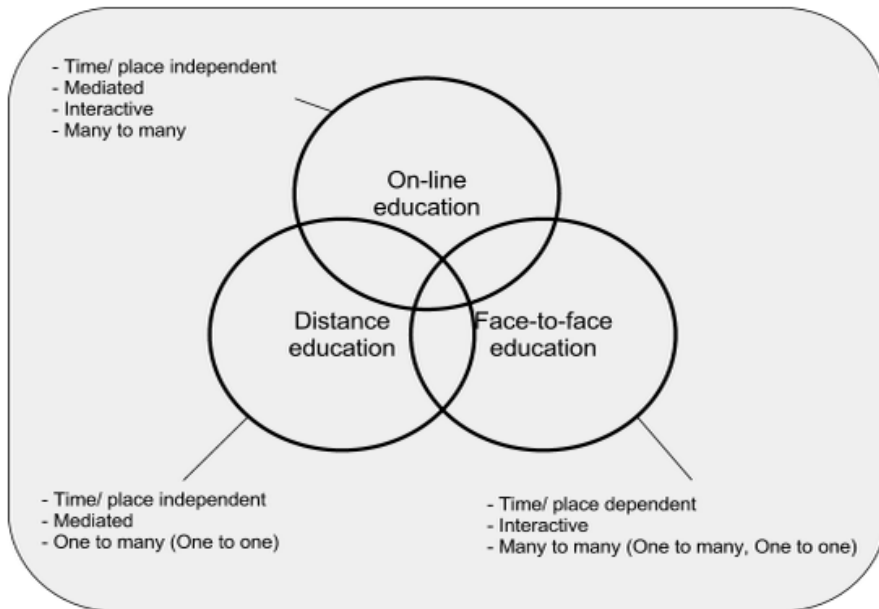 - Time/ place independent
- Mediated
- Interactive
- Many to many
On-line
education
Distance
education
Face-to-face
education
- Time/ place independent
- Mediated
- One to many (One to one)
- Time/ place dependent
- Interactive
- Many to many (One to many, One to one)